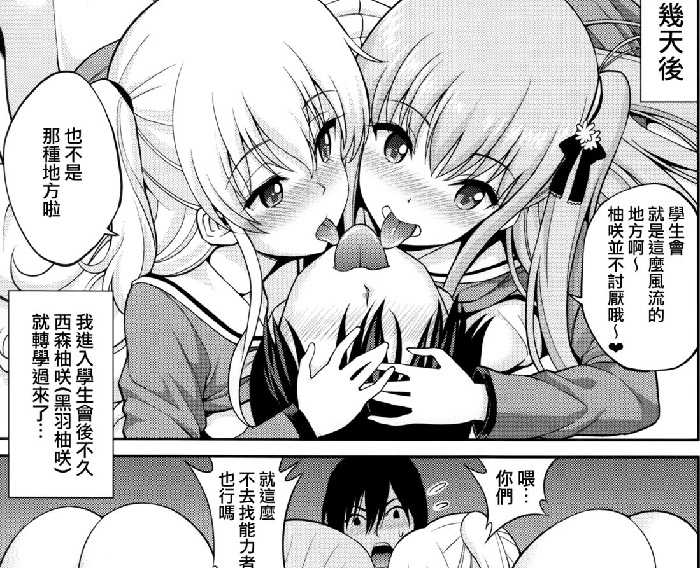 幾天後
學生會
就是這麼風流的
地方啊~
柚咲並不討厭哦~♥
也不是
那種地方啦
我進入學生會後不久
西森柚咲(黑羽柚咲)
就轉學過來了…
喂…
你們
就這麼
不去找能力者
也行嗎